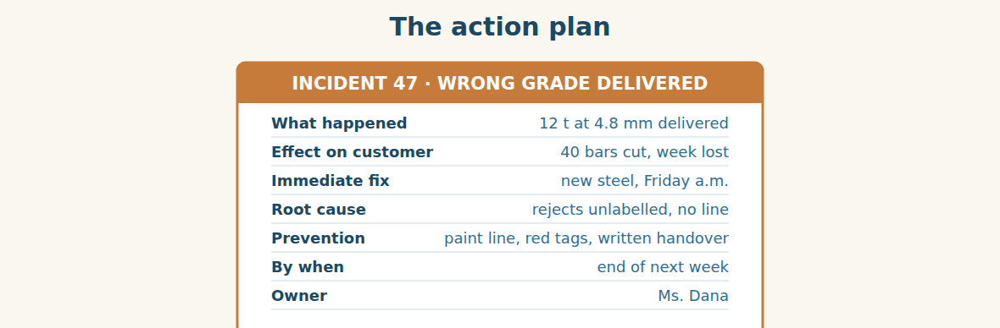 The action plan
INCIDENT 47 · WRONG GRADE DELIVERED
What happened 12 t at 4.8 mm delivered
Effect on customer 40 bars cut, week lost
Immediate fix new steel, Friday a.m.
Root cause rejects unlabelled, no line
Prevention paint line, red tags, written handover
By when end of next week
Owner Ms. Dana